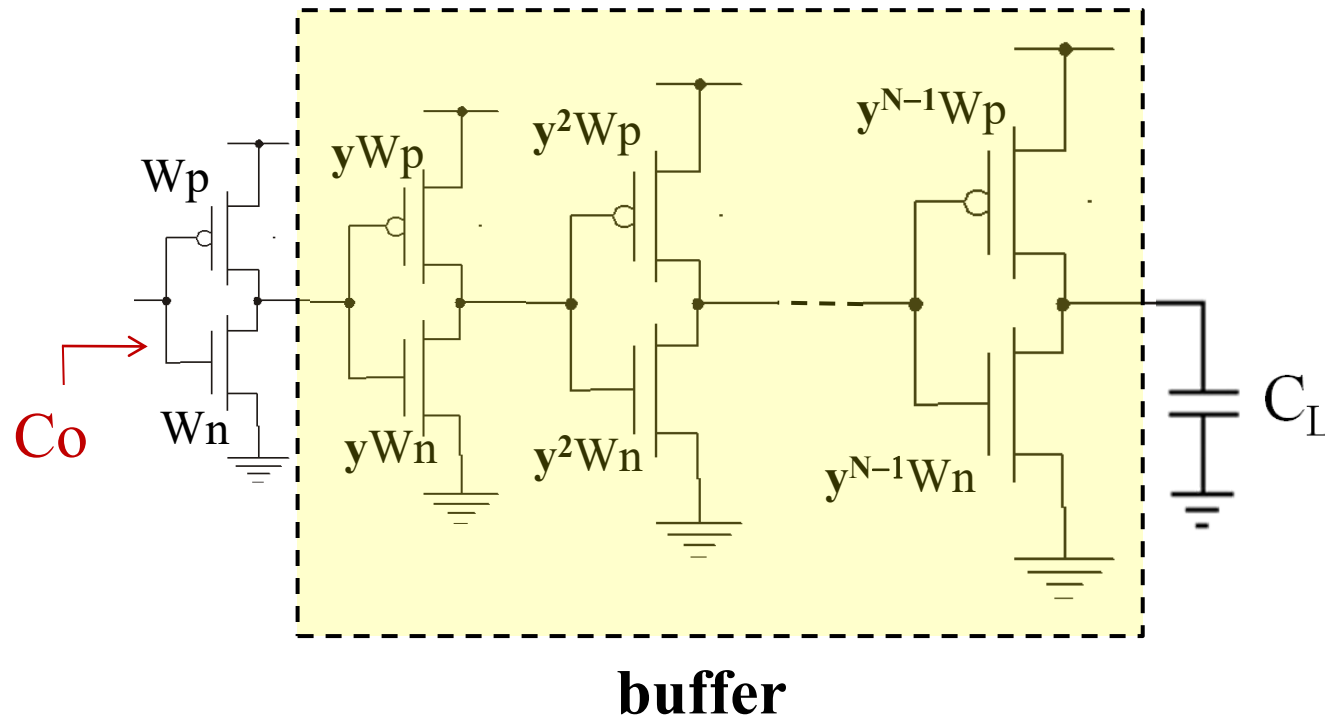 Wp
Wn
Co
yWp
yWn
y²Wp
y²Wn
yᴺ⁻¹Wp
yᴺ⁻¹Wn
C_L
buffer